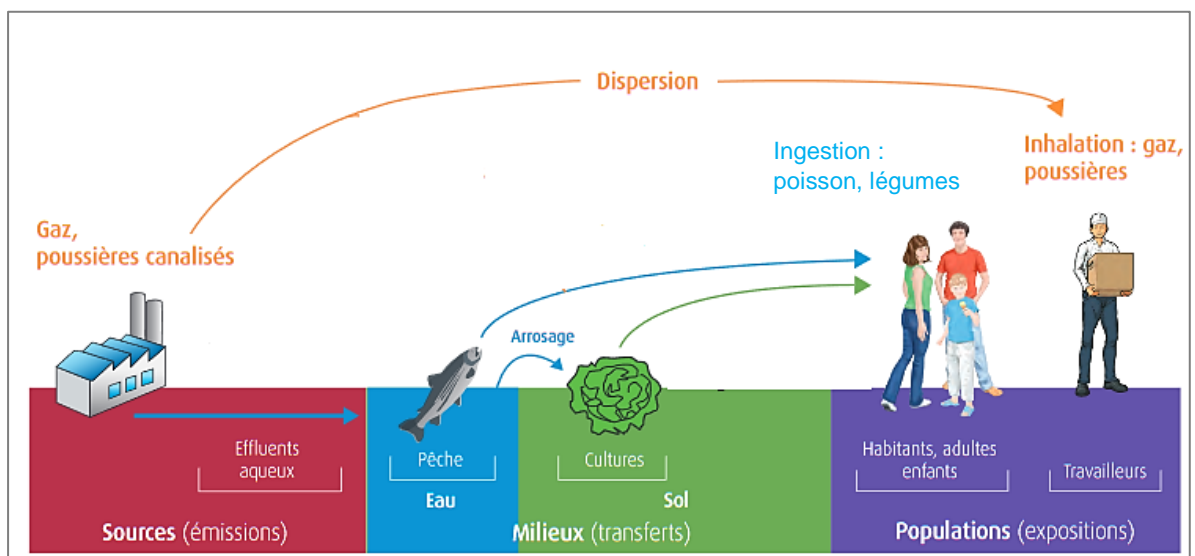 Dispersion
Ingestion :
poisson, légumes
Inhalation : gaz,
poussières
Gaz,
poussières canalisés
Arrosage
Effluents
aqueux
Pêche
Cultures
Habitants, adultes
enfants
Travailleurs
Eau
Sol
Sources (émissions)
Milieux (transferts)
Populations (expositions)